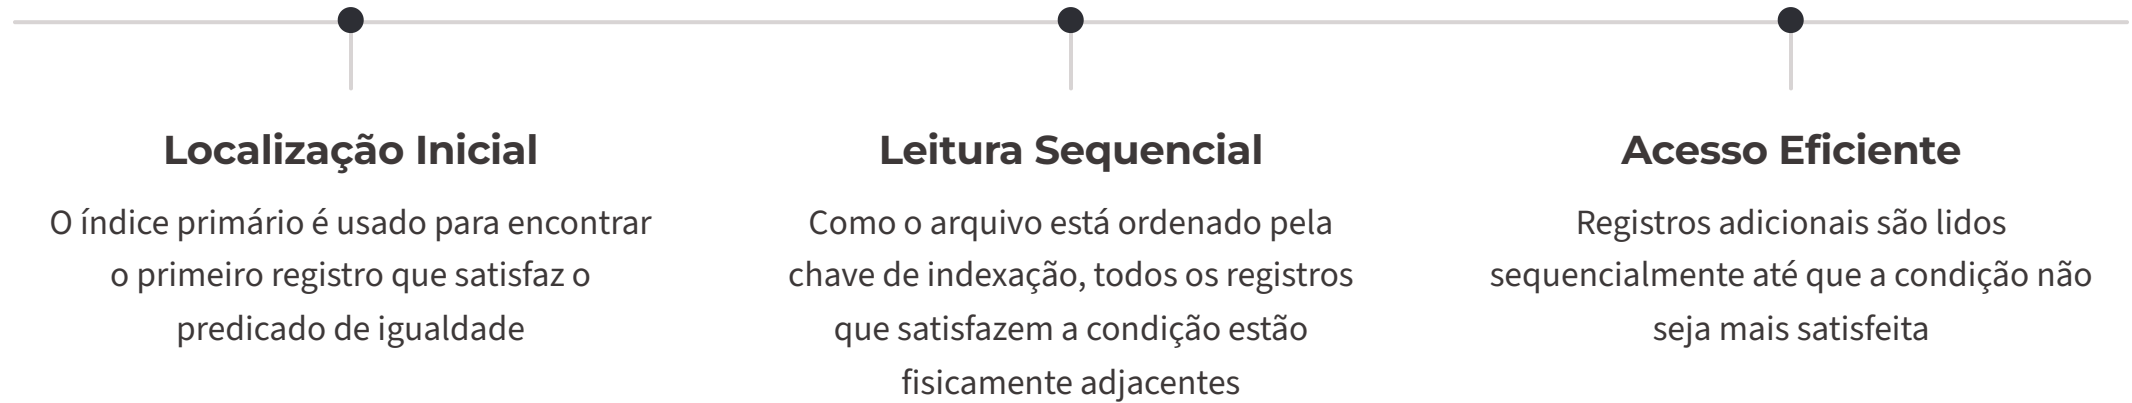 Localização Inicial
O índice primário é usado para encontrar
o primeiro registro que satisfaz o
predicado de igualdade
Leitura Sequencial
Como o arquivo está ordenado pela
chave de indexação, todos os registros
que satisfazem a condição estão
fisicamente adjacentes
Acesso Eficiente
Registros adicionais são lidos
sequencialmente até que a condição não
seja mais satisfeita